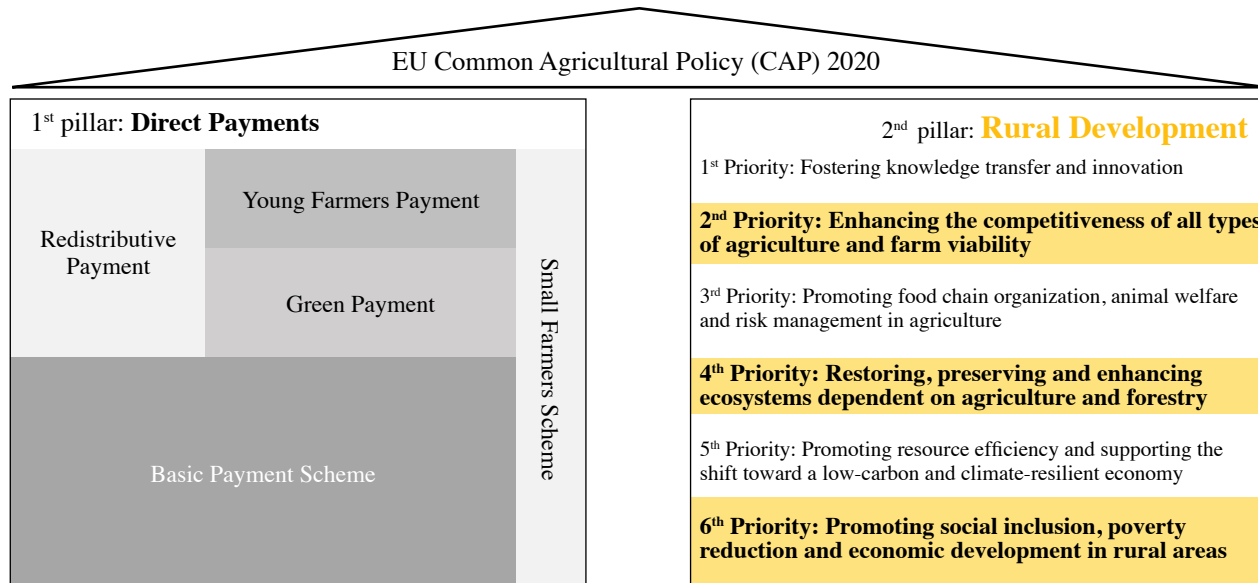 EU Common Agricultural Policy (CAP) 2020
1st pillar: Direct Payments
Redistributive
Payment
Young Farmers Payment
Green Payment
Small Farmers Scheme
Basic Payment Scheme
2nd pillar: Rural Development
1st Priority: Fostering knowledge transfer and innovation
2nd Priority: Enhancing the competitiveness of all types
of agriculture and farm viability
3rd Priority: Promoting food chain organization, animal welfare
and risk management in agriculture
4th Priority: Restoring, preserving and enhancing
ecosystems dependent on agriculture and forestry
5th Priority: Promoting resource efficiency and supporting the
shift toward a low-carbon and climate-resilient economy
6th Priority: Promoting social inclusion, poverty
reduction and economic development in rural areas